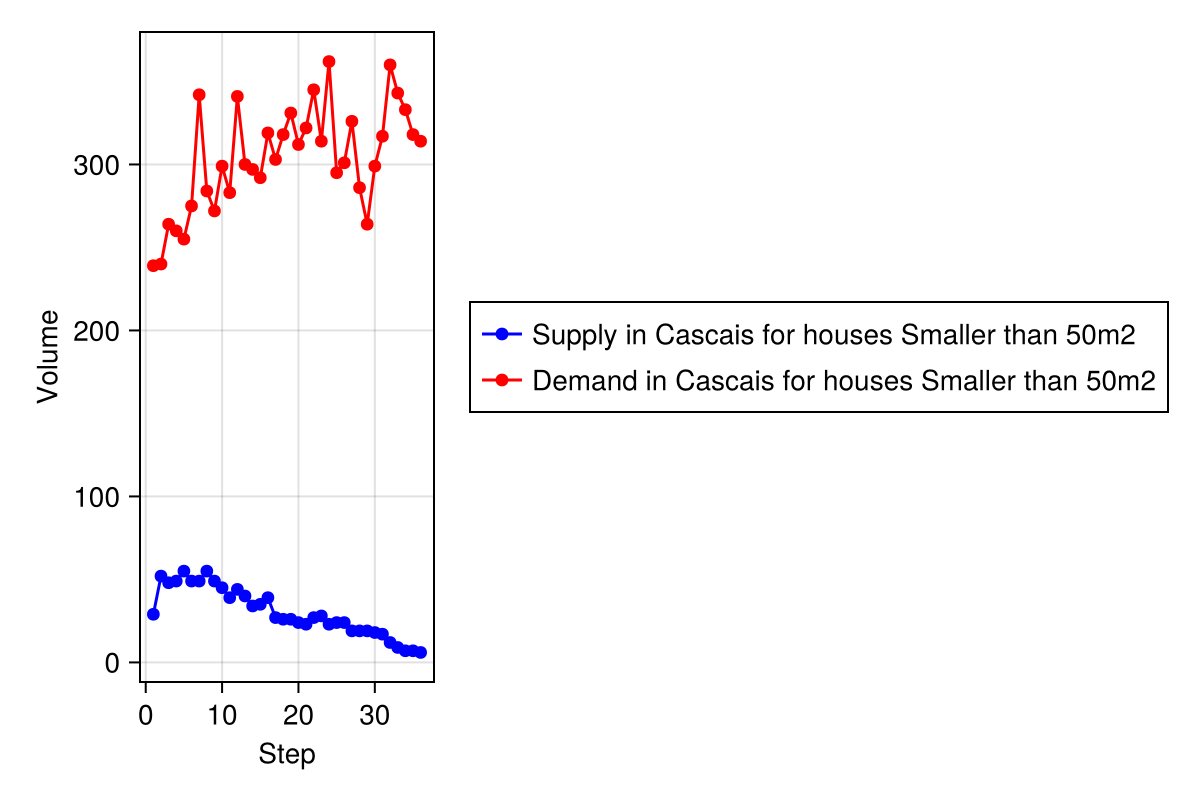 Volume
300
200
100
0
0 10 20 30
Step
Supply in Cascais for houses Smaller than 50m2
Demand in Cascais for houses Smaller than 50m2